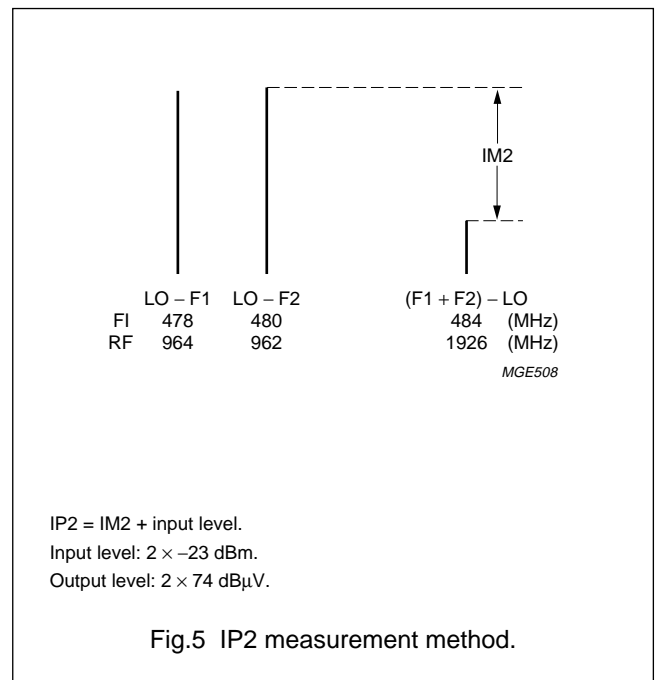 IM2
LO – F1 LO – F2 (F1 + F2) – LO
FI 478 480 484 (MHz)
RF 964 962 1926 (MHz)
MGE508
IP2 = IM2 + input level.
Input level: 2 × −23 dBm.
Output level: 2 × 74 dBμV.
Fig.5 IP2 measurement method.